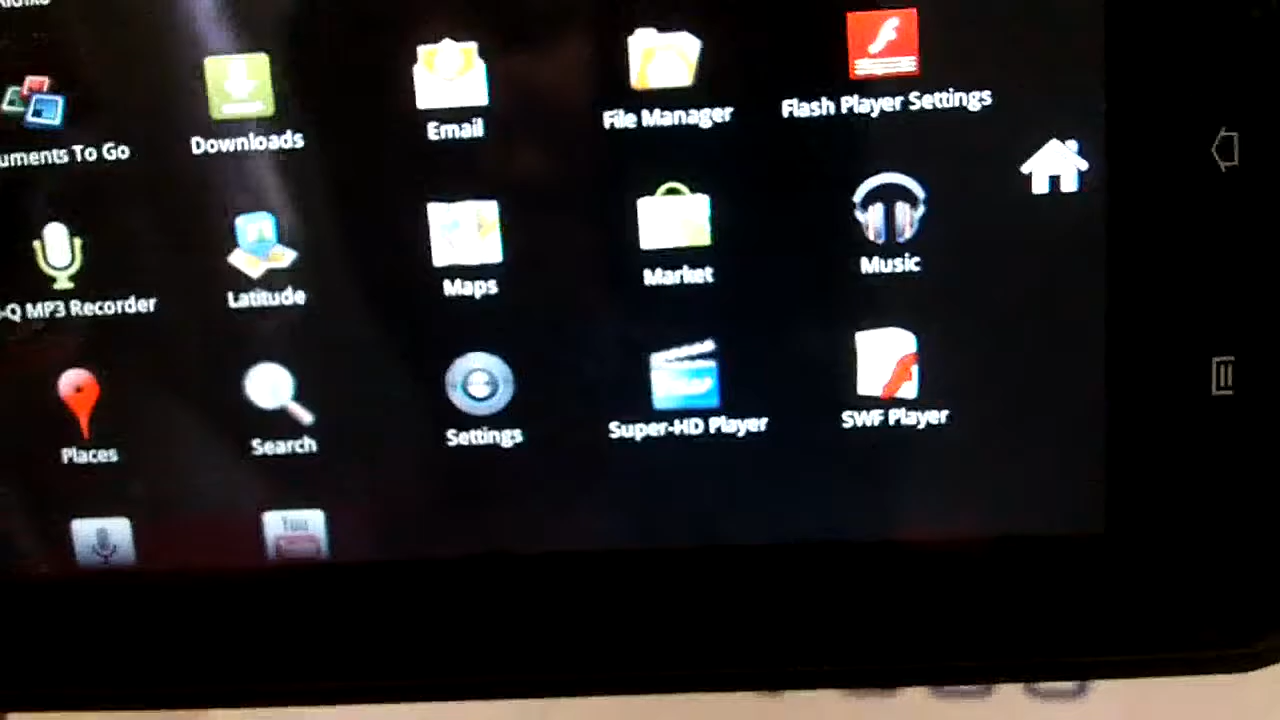 uments To Go
Downloads
Email
File Manager
Flash Player Settings
-Q MP3 Recorder
Latitude
Maps
Market
Music
Places
Search
Settings
Super-HD Player
SWF Player
You